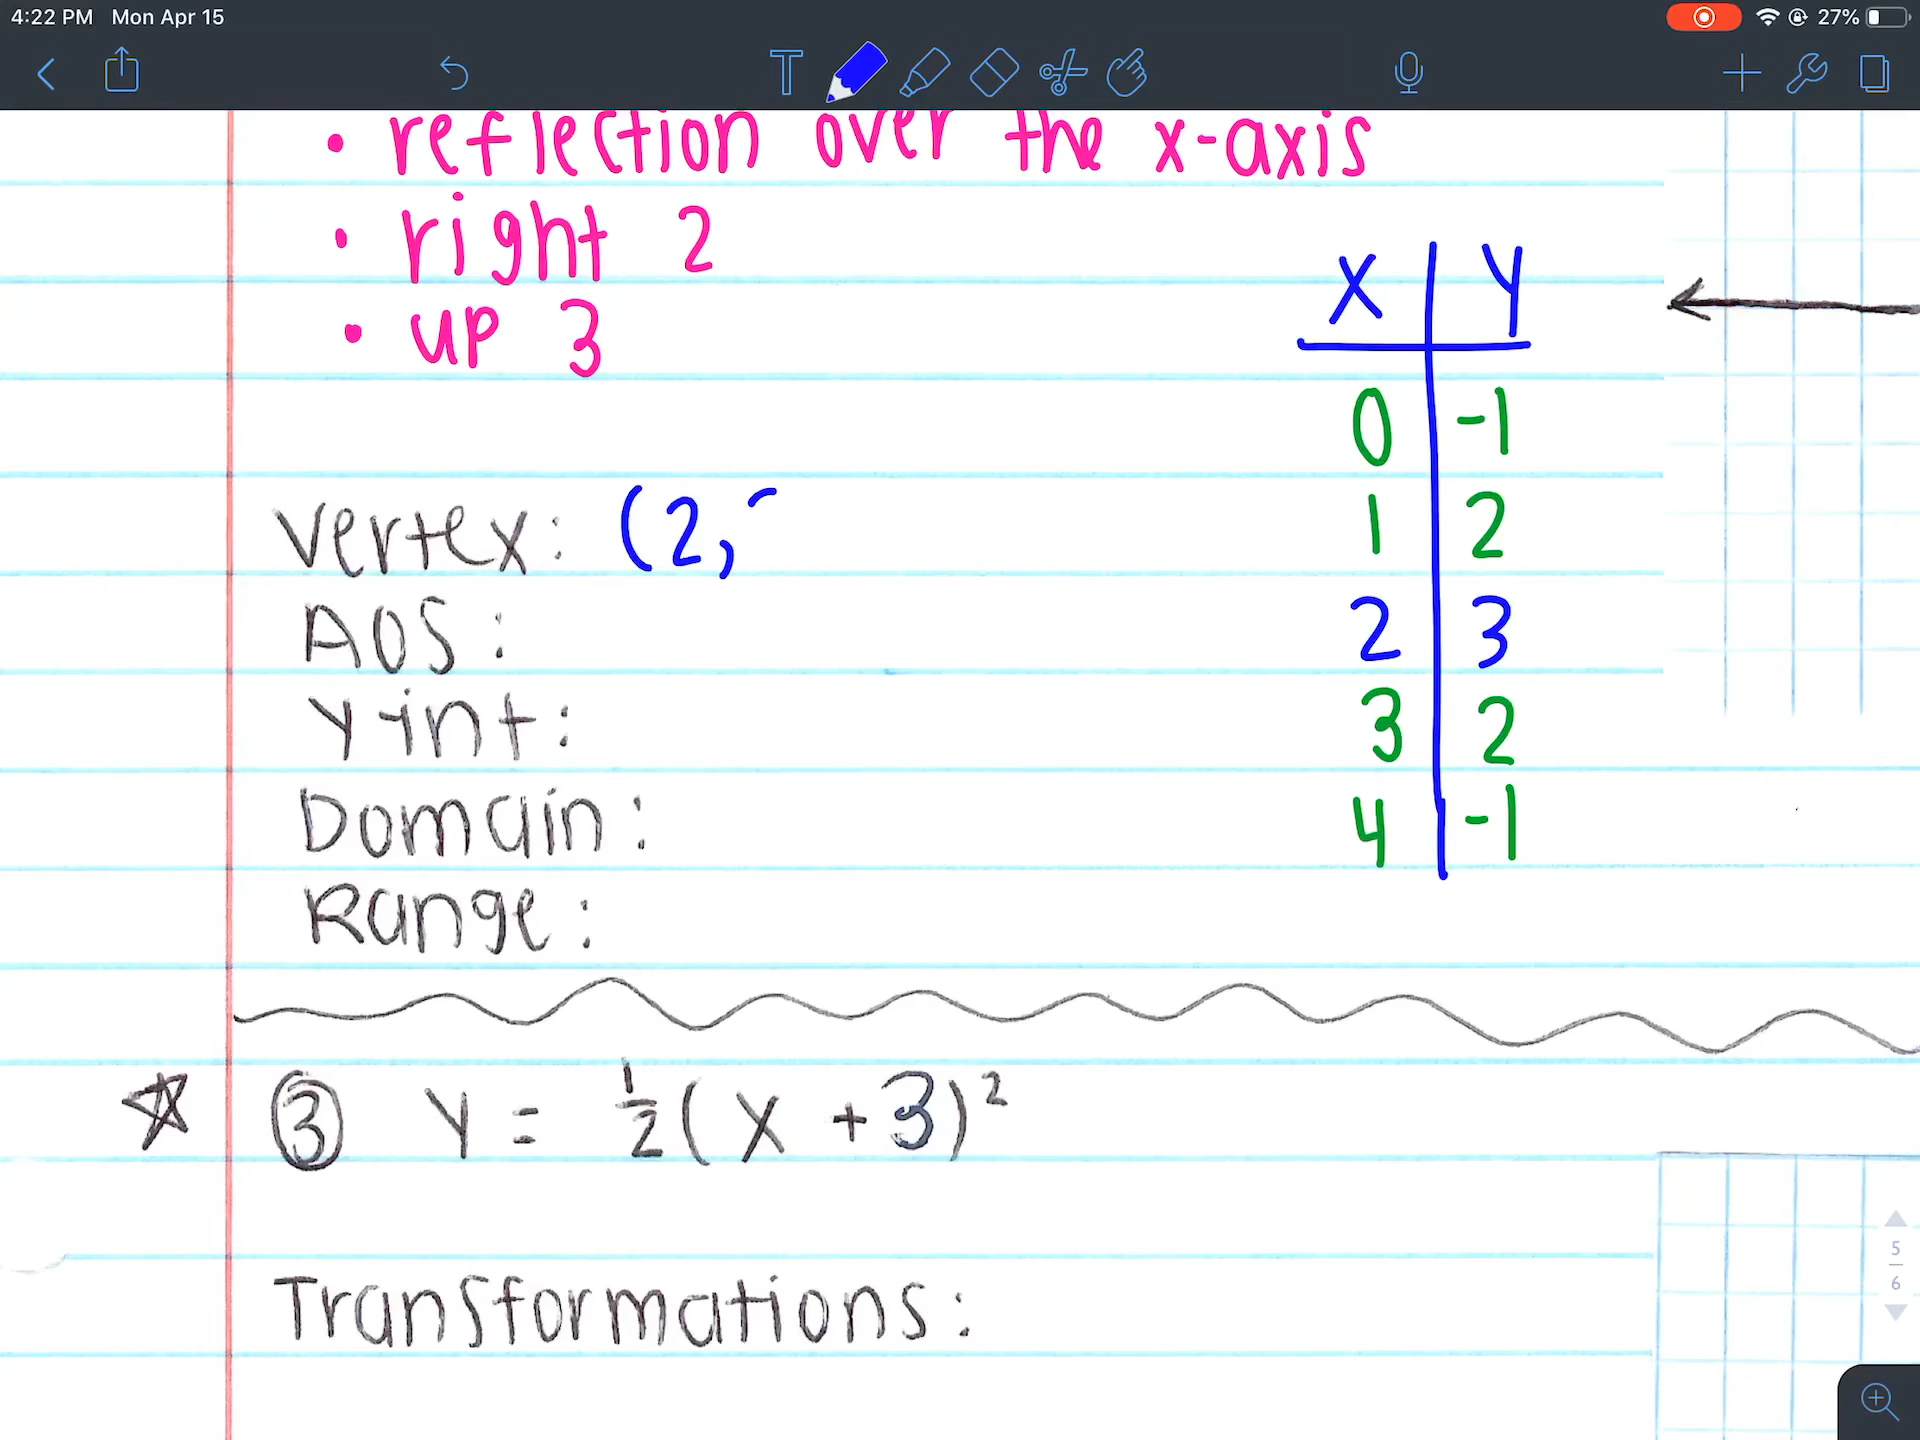 4:22 PM Mon Apr 15
27%
T
• reflection over the x-axis
• right 2
• up 3
X Y
0 -1
1 2
2 3
3 2
4 -1
Vertex: (2,
AOS:
Y-int:
Domain:
Range:
③ Y = 1/2(X + 3)²
Transformations:
5
6